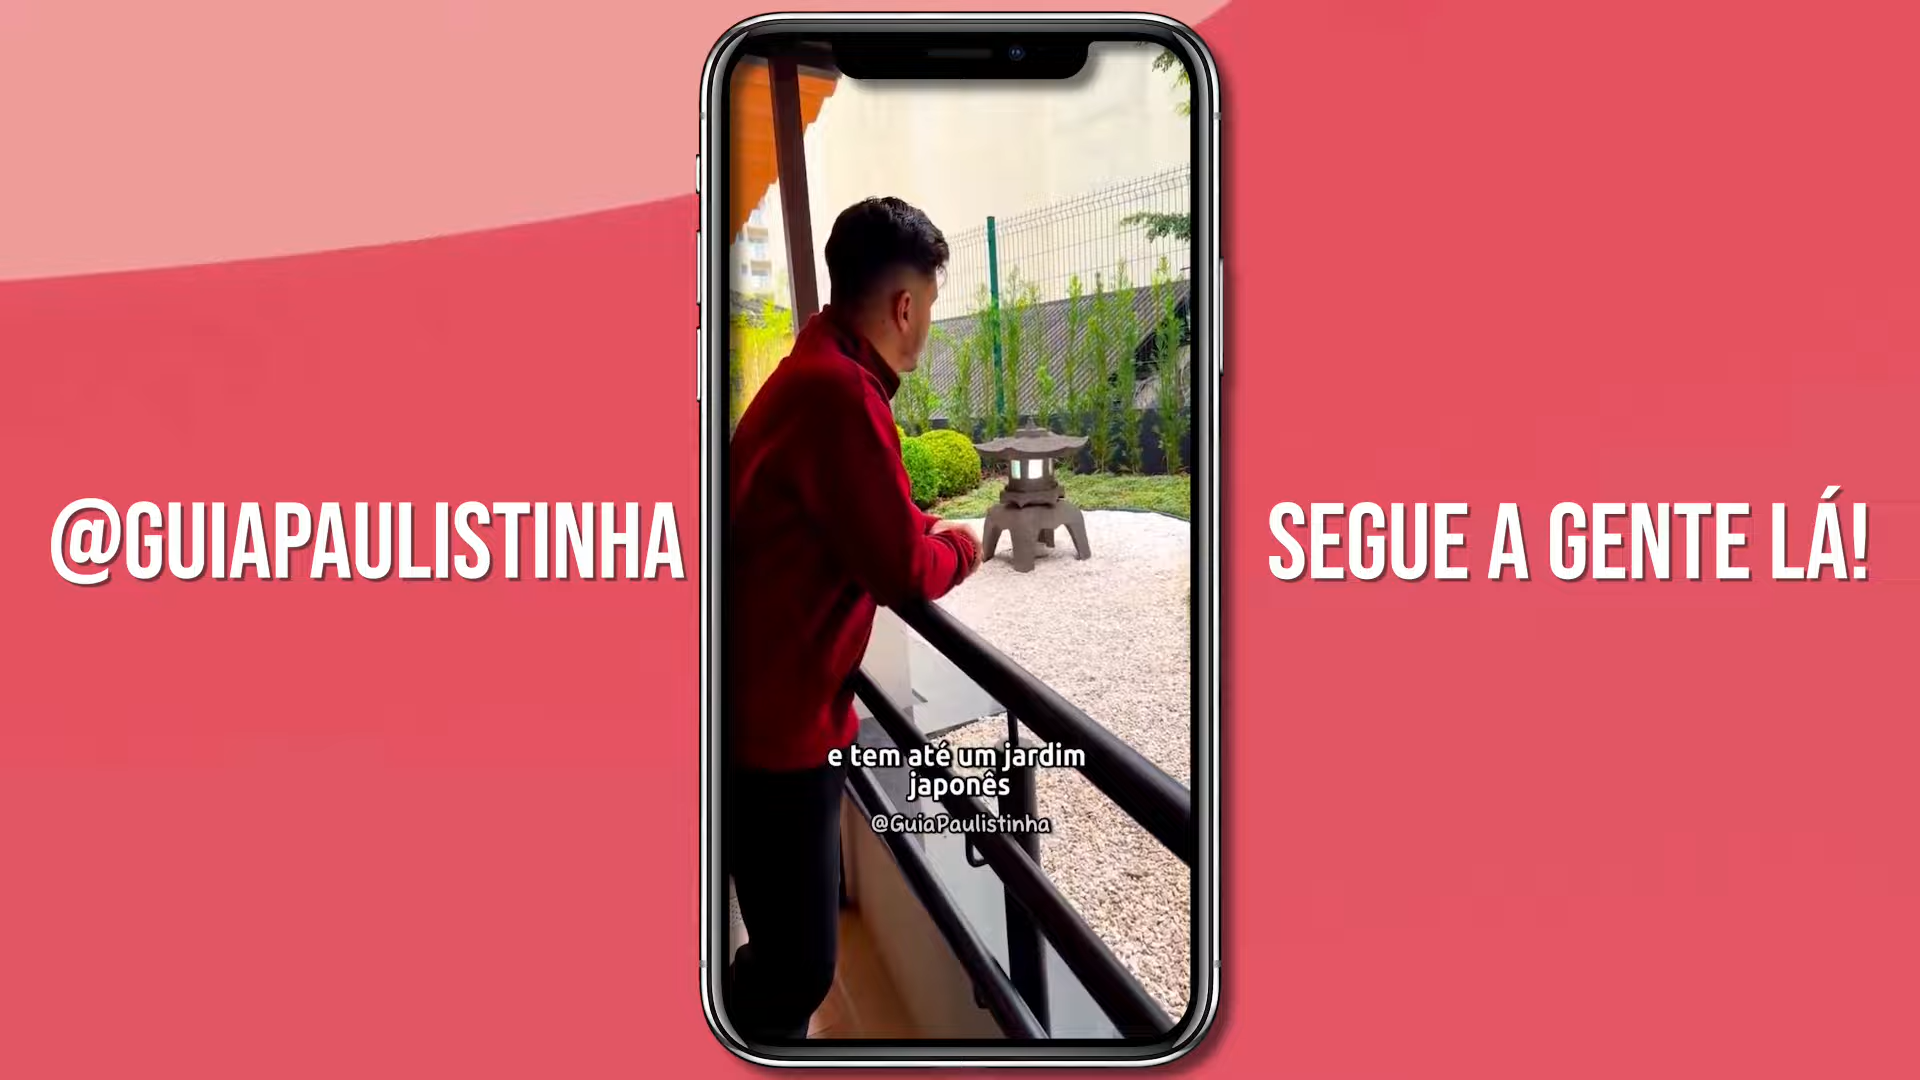 @GUIAPAULISTINHA
e tem até um jardim
japonês
@GuiaPaulistinha
SEGUE A GENTE LÁ!